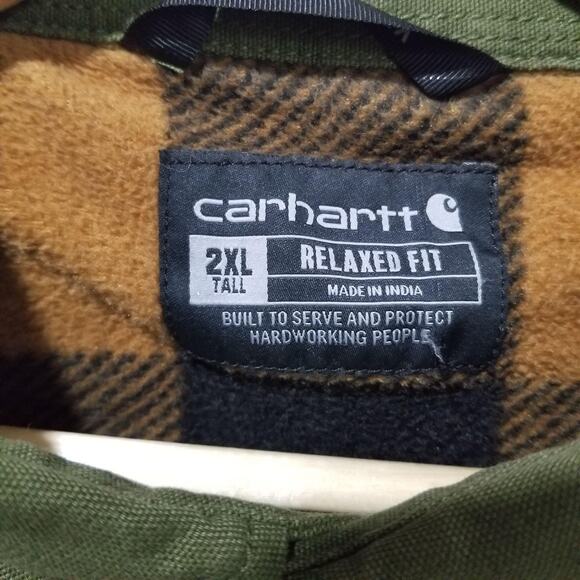 carhartt
2XL
TALL
RELAXED FIT
MADE IN INDIA
BUILT TO SERVE AND PROTECT
HARDWORKING PEOPLE